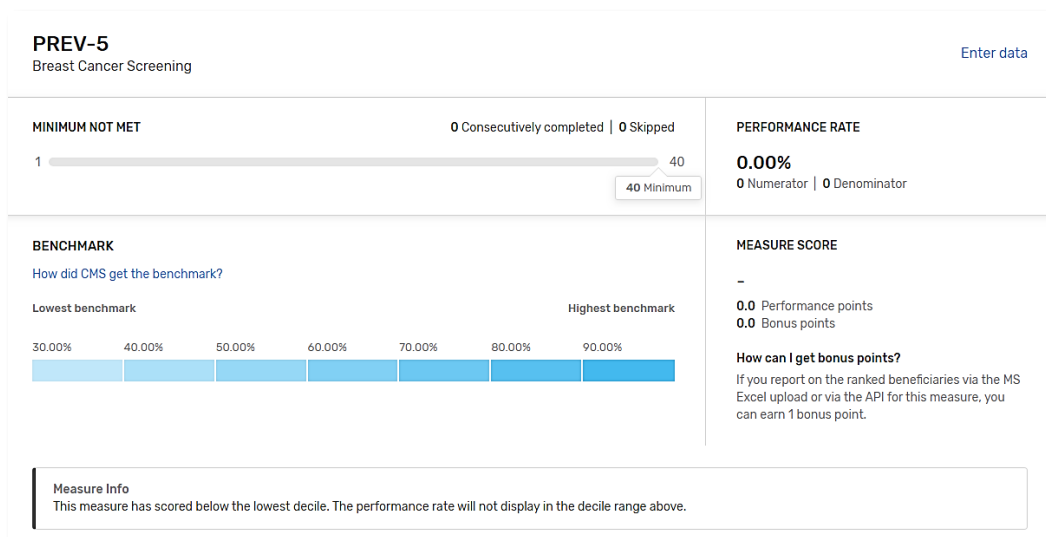 PREV-5
Breast Cancer Screening
Enter data
MINIMUM NOT MET
0 Consecutively completed | 0 Skipped
1
40
40 Minimum
PERFORMANCE RATE
0.00%
0 Numerator | 0 Denominator
BENCHMARK
How did CMS get the benchmark?
Lowest benchmark
Highest benchmark
30.00% 40.00% 50.00% 60.00% 70.00% 80.00% 90.00%
MEASURE SCORE
–
0.0 Performance points
0.0 Bonus points
How can I get bonus points?
If you report on the ranked beneficiaries via the MS
Excel upload or via the API for this measure, you
can earn 1 bonus point.
Measure Info
This measure has scored below the lowest decile. The performance rate will not display in the decile range above.